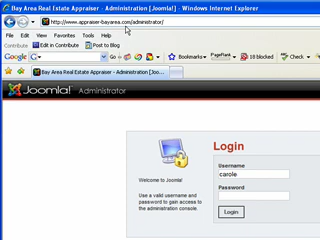 Bay Area Real Estate Appraiser - Administration [Joomla!] - Windows Internet Explorer
http://www.appraiser-bayarea.com/administrator/
File Edit View Favorites Tools Help
Contribute Edit in Contribute Post to Blog
Google Go Bookmarks PageRank 18 blocked Check
Bay Area Real Estate Appraiser - Administration [Joo...
Joomla! Administrator
Login
Username
carole
Password
Login
Welcome to Joomla!
Use a valid username and
password to gain access to
the administration console.